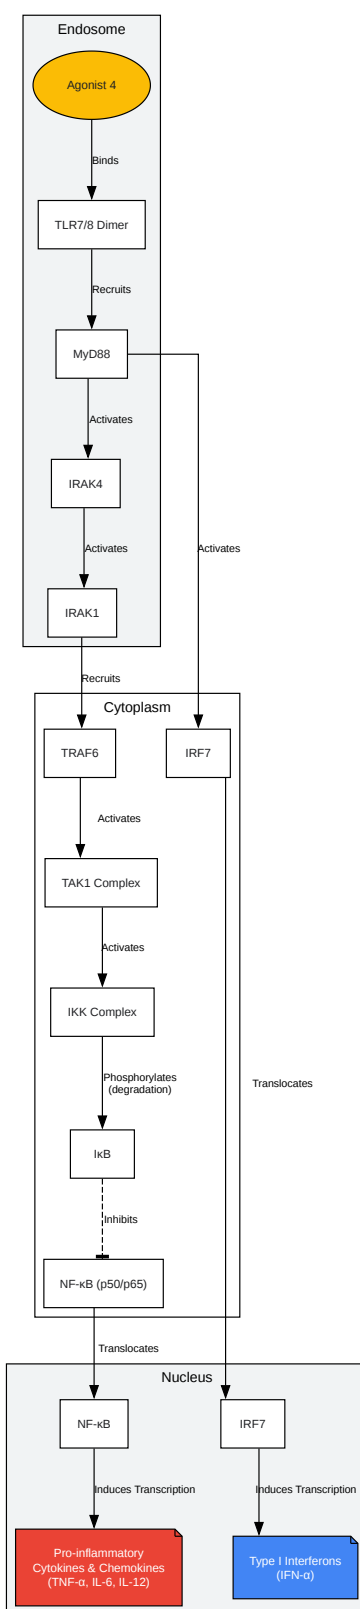 Endosome
Agonist 4
Binds
TLR7/8 Dimer
Recruits
MyD88
Activates
IRAK4
Activates
Activates
IRAK1
Recruits
Cytoplasm
TRAF6
IRF7
Activates
TAK1 Complex
Activates
IKK Complex
Phosphorylates
(degradation)
Translocates
IκB
Inhibits
NF-κB (p50/p65)
Translocates
Nucleus
NF-κB
IRF7
Induces Transcription
Induces Transcription
Pro-inflammatory
Cytokines & Chemokines
(TNF-α, IL-6, IL-12)
Type I Interferons
(IFN-α)